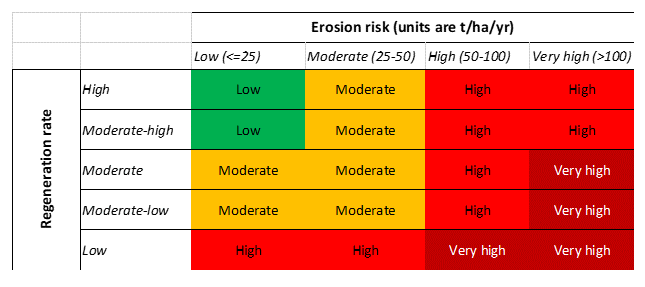 Erosion risk (units are t/ha/yr)
Low (<=25) Moderate (25-50) High (50-100) Very high (>100)
Regeneration rate
High Low Moderate High High
Moderate-high Low Moderate High High
Moderate Moderate Moderate High Very high
Moderate-low Moderate Moderate High Very high
Low High High Very high Very high